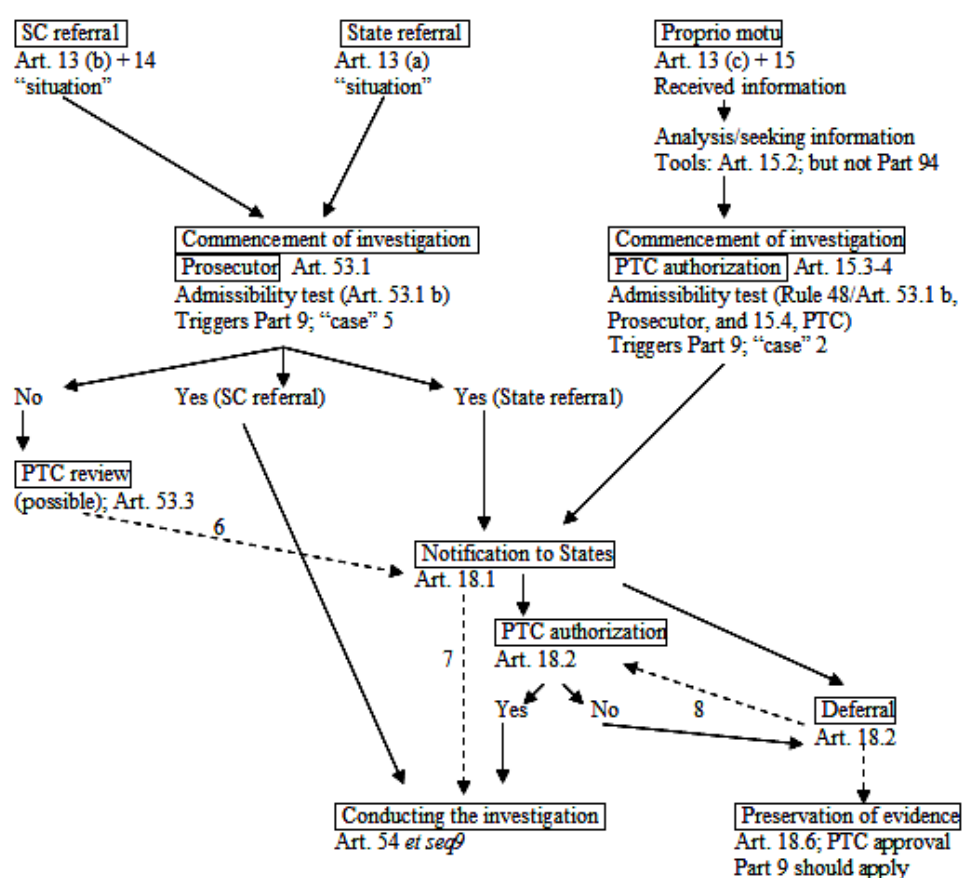 SC referral
Art. 13 (b) + 14
“situation”
State referral
Art. 13 (a)
“situation”
Proprio motu
Art. 13 (c) + 15
Received information
Analysis/seeking information
Tools: Art. 15.2; but not Part 94
Commencement of investigation
Prosecutor Art. 53.1
Admissibility test (Art. 53.1 b)
Triggers Part 9; “case” 5
Commencement of investigation
PTC authorization Art. 15.3-4
Admissibility test (Rule 48/Art. 53.1 b,
Prosecutor, and 15.4, PTC)
Triggers Part 9; “case” 2
No
Yes (SC referral)
Yes (State referral)
PTC review
(possible); Art. 53.3
6
Notification to States
Art. 18.1
PTC authorization
Art. 18.2
7
Yes
No
8
Deferral
Art. 18.2
Conducting the investigation
Art. 54 et seq9
Preservation of evidence
Art. 18.6; PTC approval
Part 9 should apply